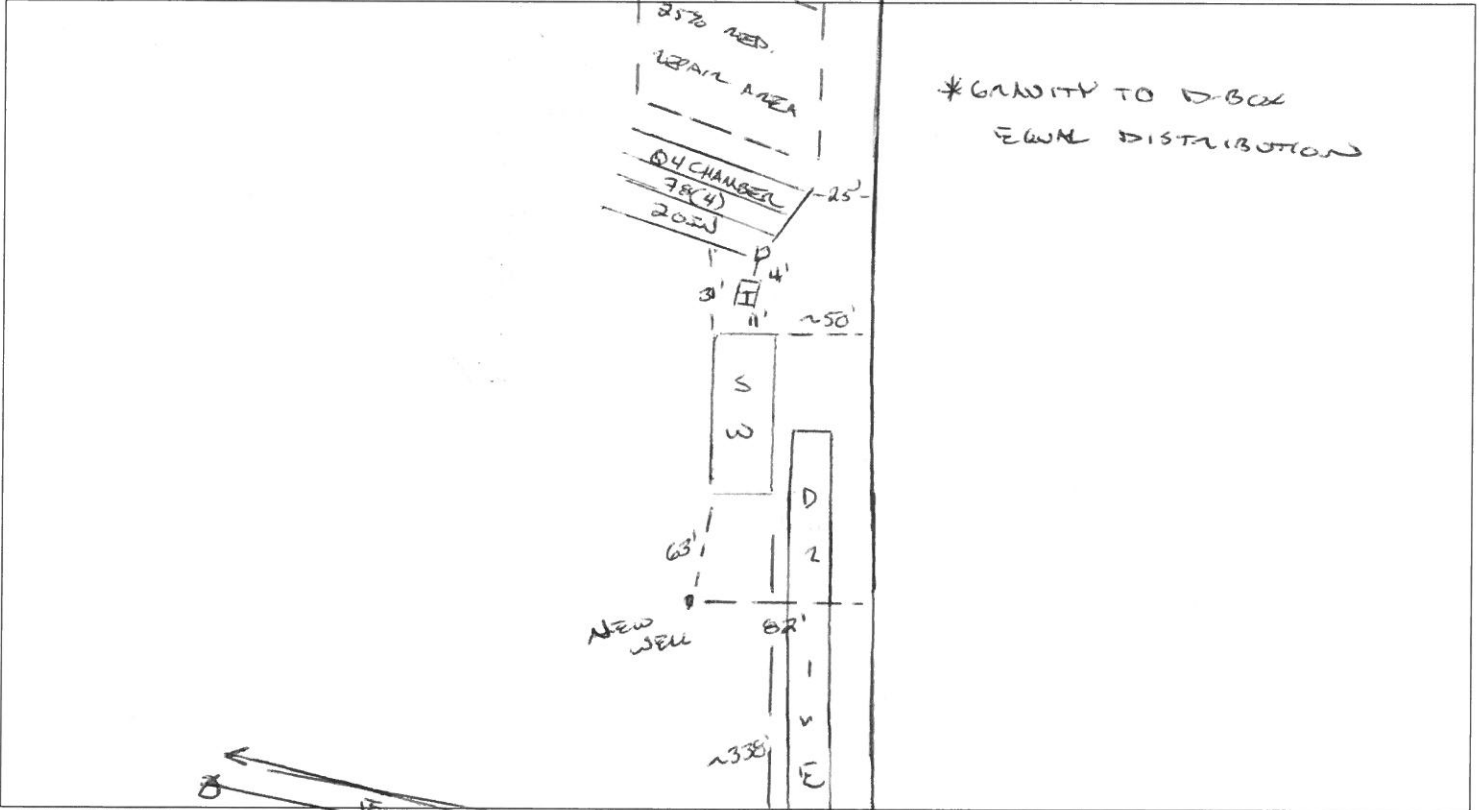 25% RED.
REPAIR AREA
* GRAVITY TO D-BOX
EQUAL DISTRIBUTION
Q4 CHAMBER
78(4)
20IN
25'
D
4'
31'
11'
~50'
S
W
D
R
I
V
E
63'
82'
NEW
WELL
~338'